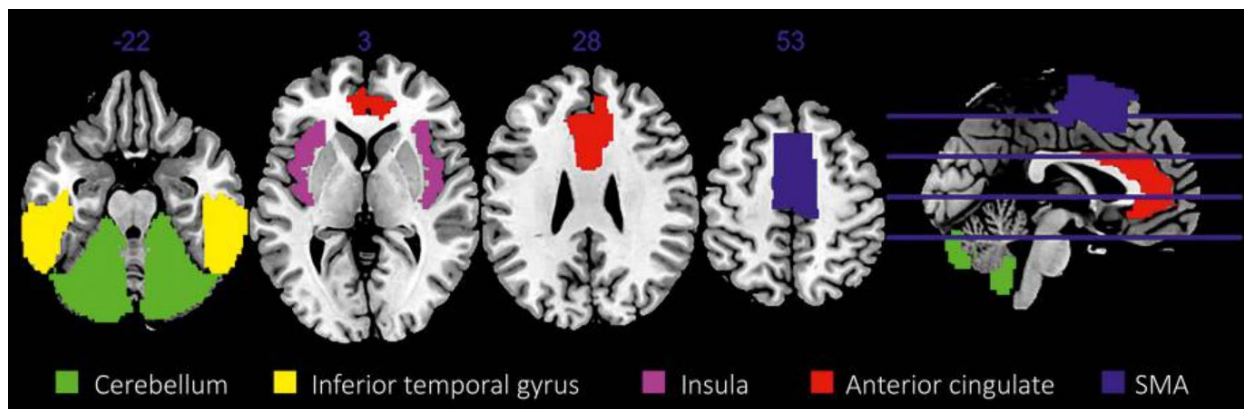 -22 3 28 53
Cerebellum Inferior temporal gyrus Insula Anterior cingulate SMA